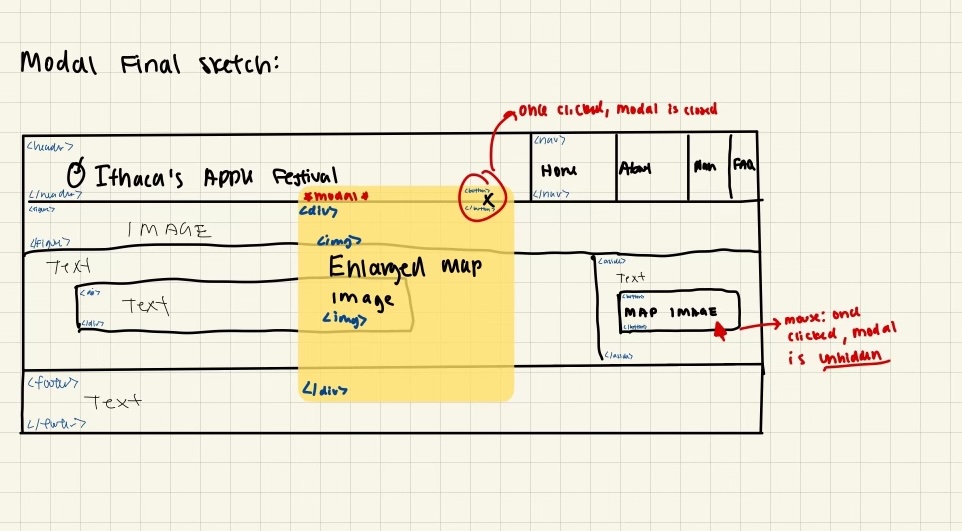 Modal Final sketch:
once clicked, modal is closed
<header>
<nav>
Ithaca's Apple Festival
Home
About
Map
FAQ
</header>
</nav>
*modal*
<button>
X
</button>
<div>
<figure>
IMAGE
</figure>
<img>
Text
Enlarged map
image
<img>
<div>
Text
</div>
<aside>
Text
<button>
MAP IMAGE
</button>
</aside>
mouse: once
clicked, modal
is unhidden
</div>
<footer>
Text
</footer>